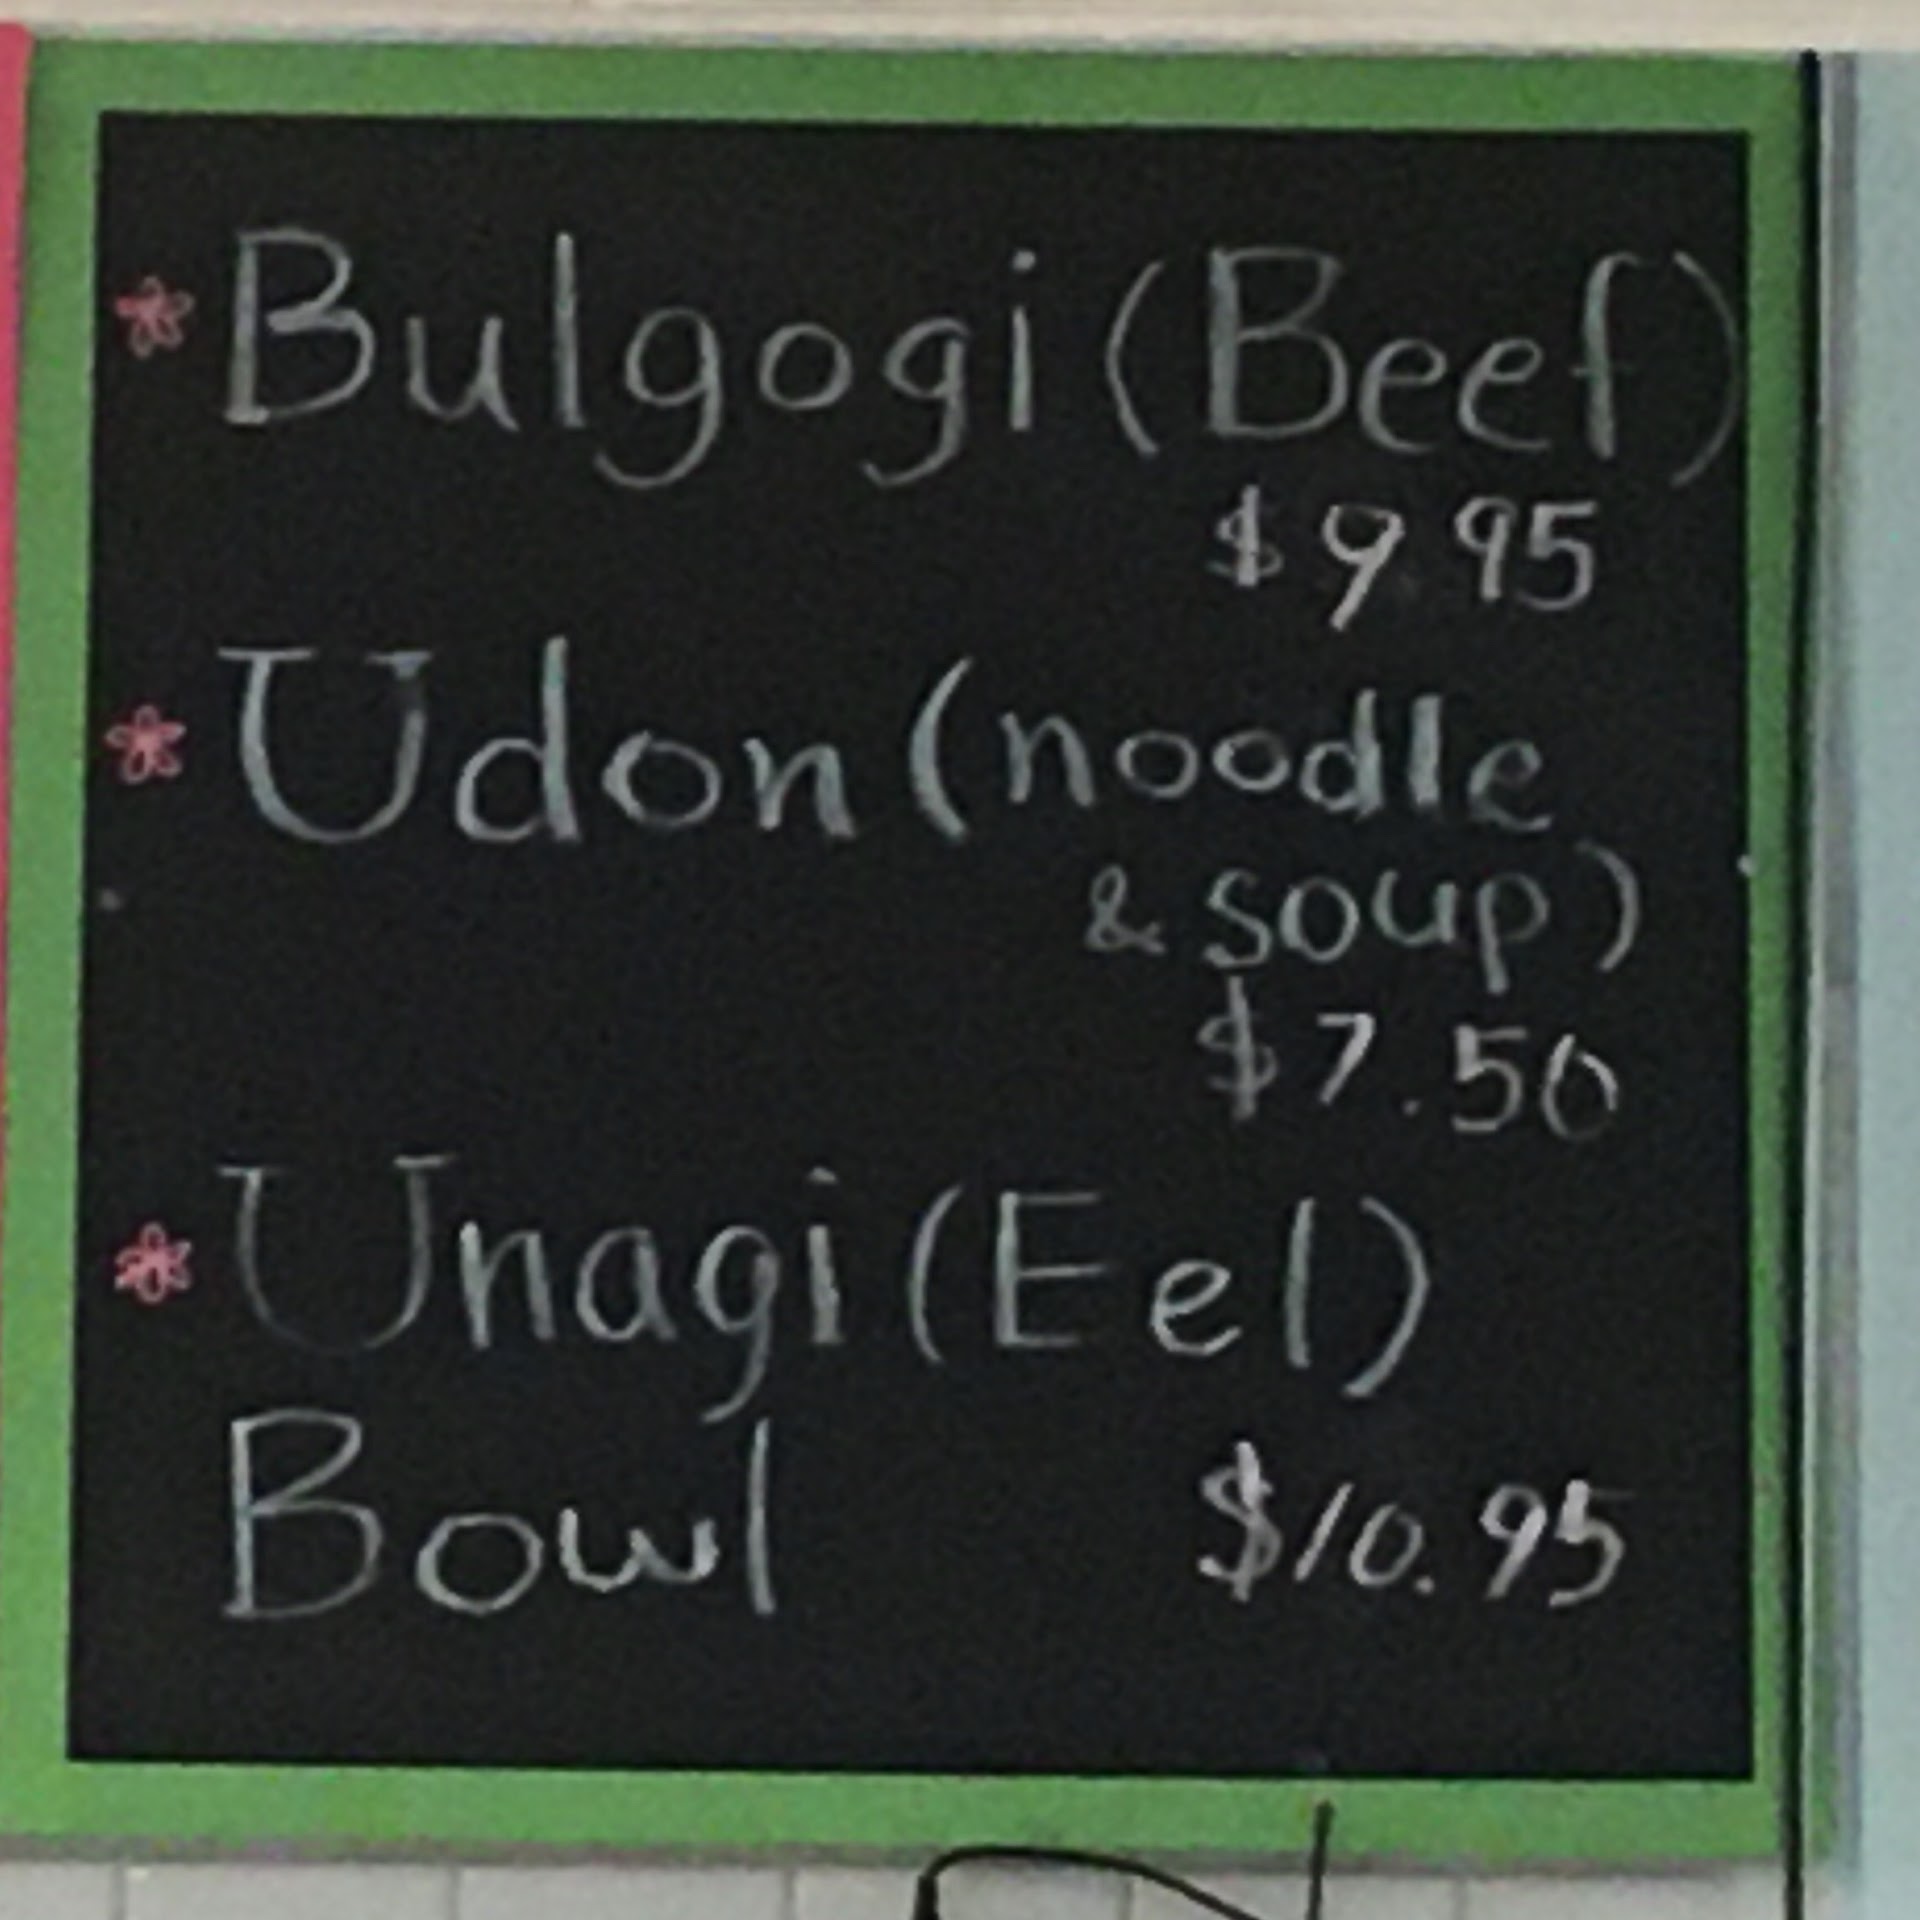 * Bulgogi (Beef)
$9.95
* Udon (noodle
& soup)
$7.50
* Unagi (Eel)
Bowl $10.95